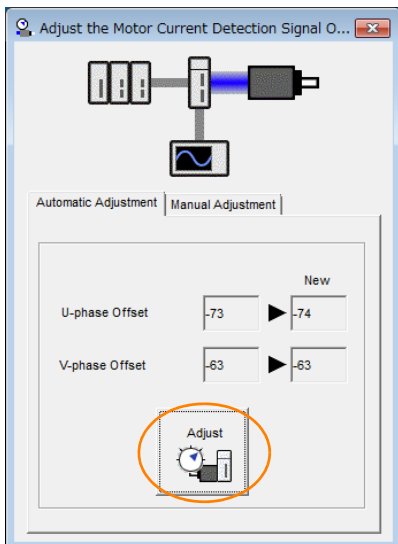 Adjust the Motor Current Detection Signal O...
Automatic Adjustment
Manual Adjustment
New
U-phase Offset -73 -74
V-phase Offset -63 -63
Adjust